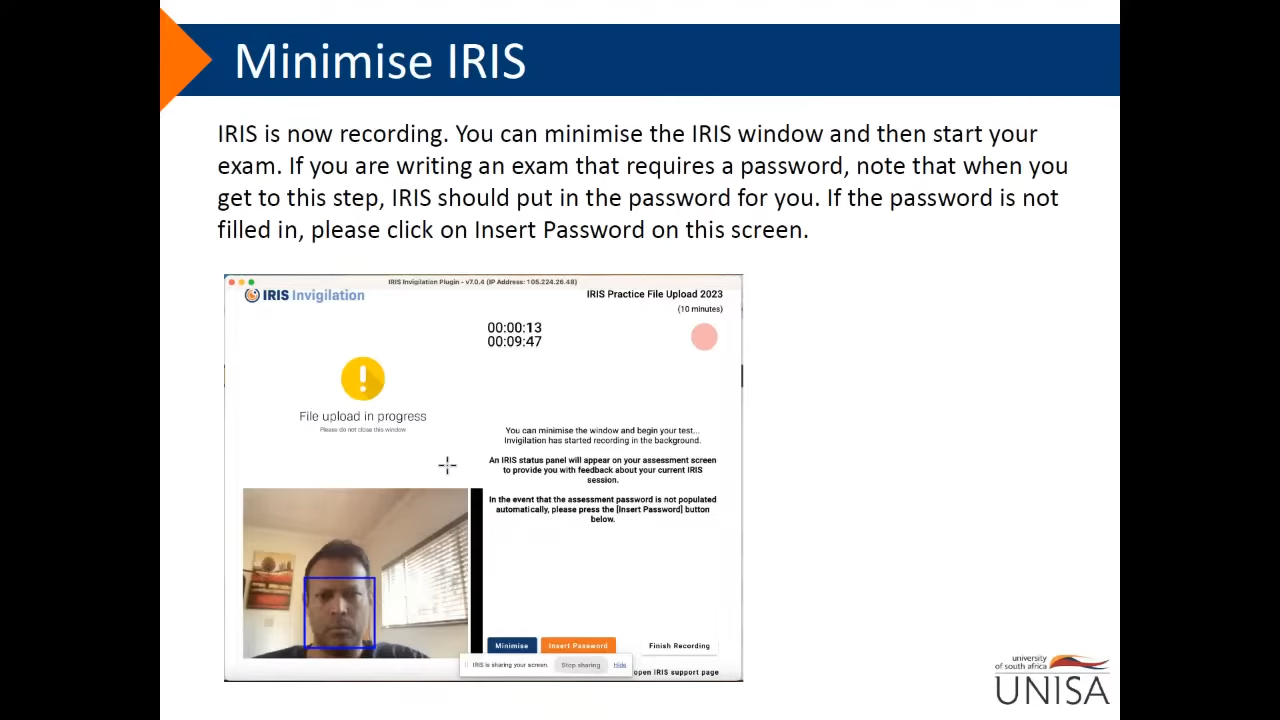 Minimise IRIS
IRIS is now recording. You can minimise the IRIS window and then start your
exam. If you are writing an exam that requires a password, note that when you
get to this step, IRIS should put in the password for you. If the password is not
filled in, please click on Insert Password on this screen.
IRIS Invigilation Plugin - v7.0.4 (IP Address: 105.224.26.48)
IRIS Invigilation
IRIS Practice File Upload 2023
(10 minutes)
00:00:13
00:09:47
File upload in progress
Please do not close this window
You can minimise the window and begin your test...
Invigilation has started recording in the background.
An IRIS status panel will appear on your assessment screen
to provide you with feedback about your current IRIS
session.
In the event that the assessment password is not populated
automatically, please press the [Insert Password] button
below.
Minimise Insert Password Finish Recording
IRIS is sharing your screen. Stop sharing Hide
open IRIS support page
university
of south africa
UNISA